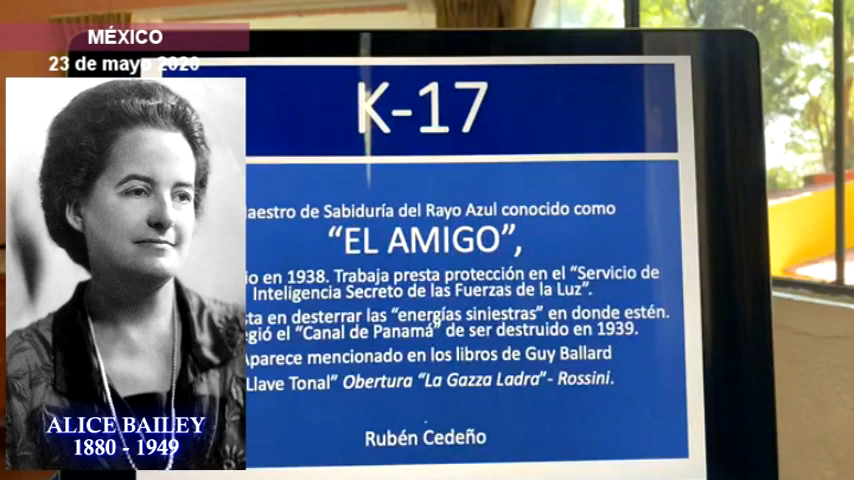 MÉXICO
23 de mayo 2020
K-17
aestro de Sabiduría del Rayo Azul conocido como
“EL AMIGO”,
io en 1938. Trabaja presta protección en el “Servicio de
Inteligencia Secreto de las Fuerzas de la Luz”.
sta en desterrar las “energías siniestras” en donde estén.
egió el “Canal de Panamá” de ser destruido en 1939.
Aparece mencionado en los libros de Guy Ballard
Llave Tonal” Obertura “La Gazza Ladra”- Rossini.
Rubén Cedeño
ALICE BAILEY
1880 - 1949